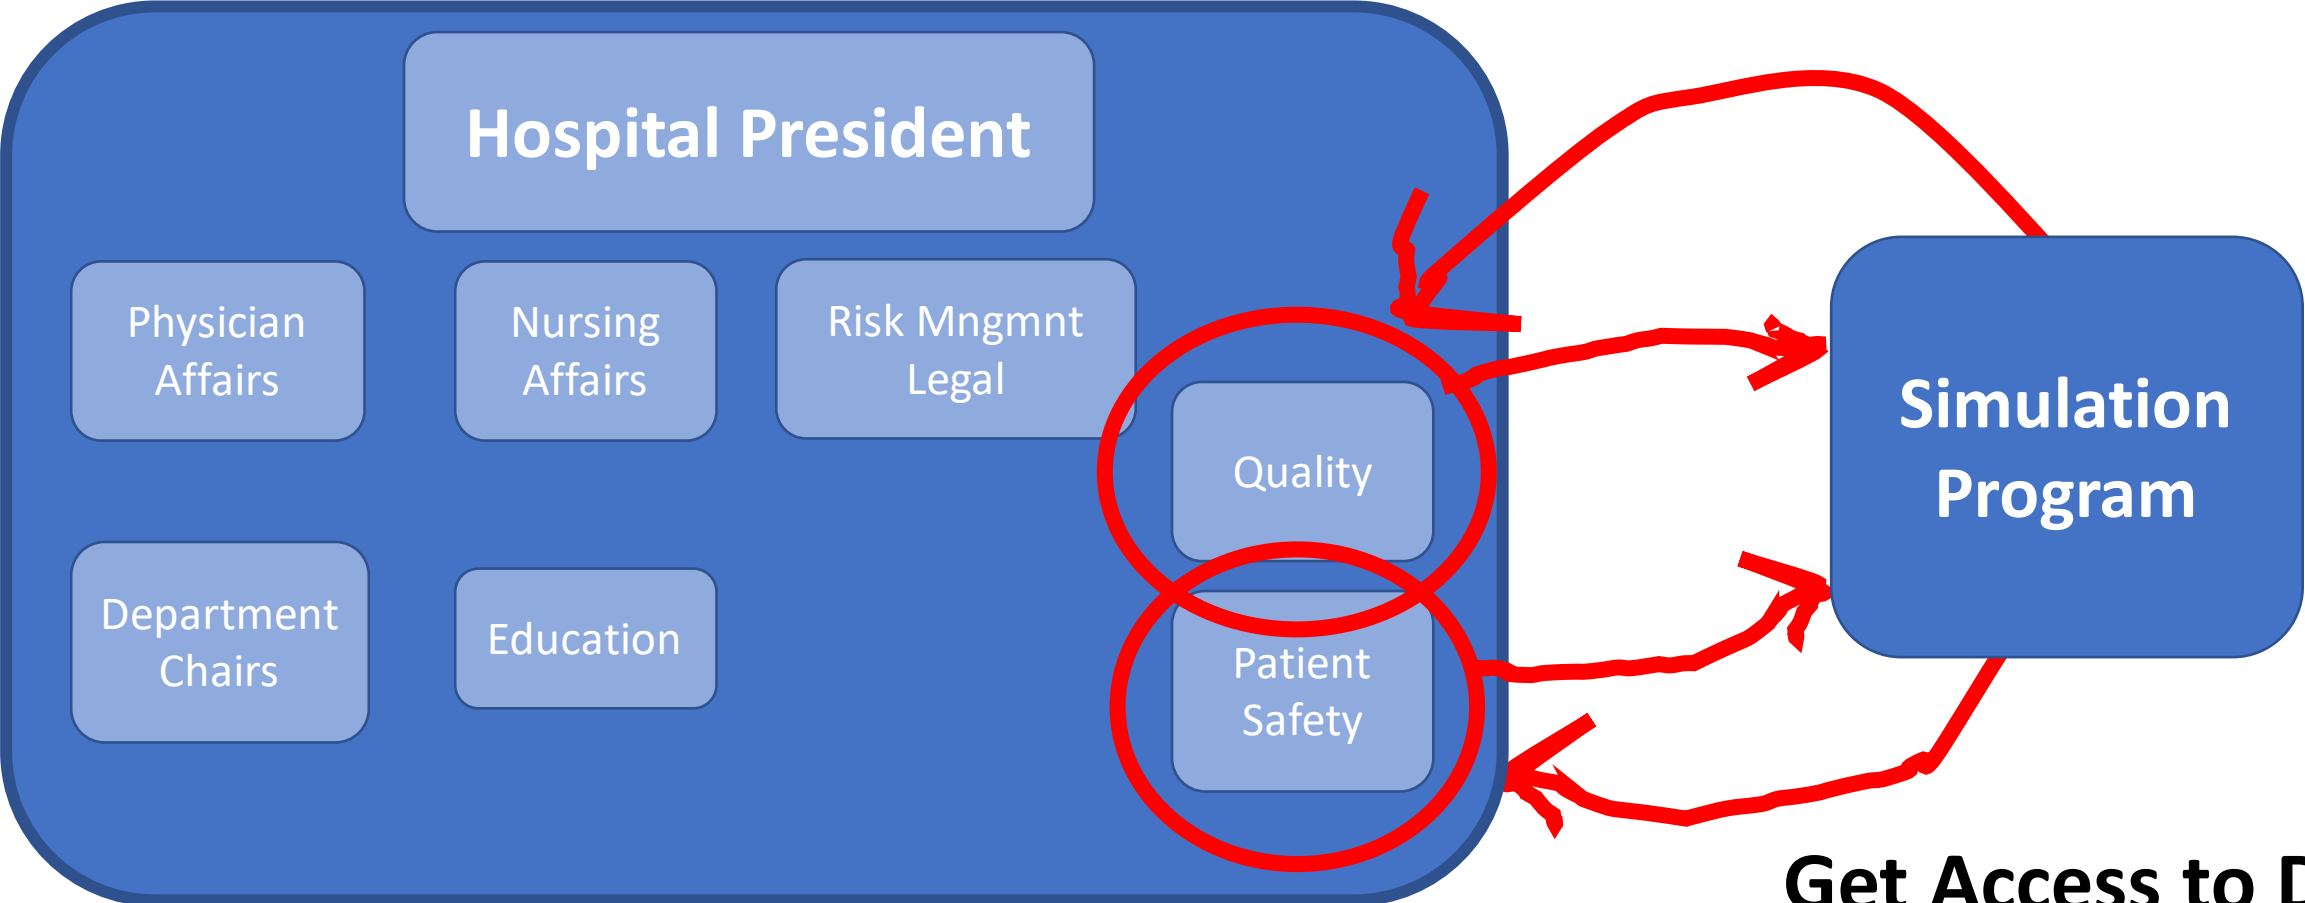 Hospital President
Physician
Affairs
Nursing
Affairs
Risk Mngmnt
Legal
Quality
Department
Chairs
Education
Patient
Safety
Simulation
Program
Get Access to